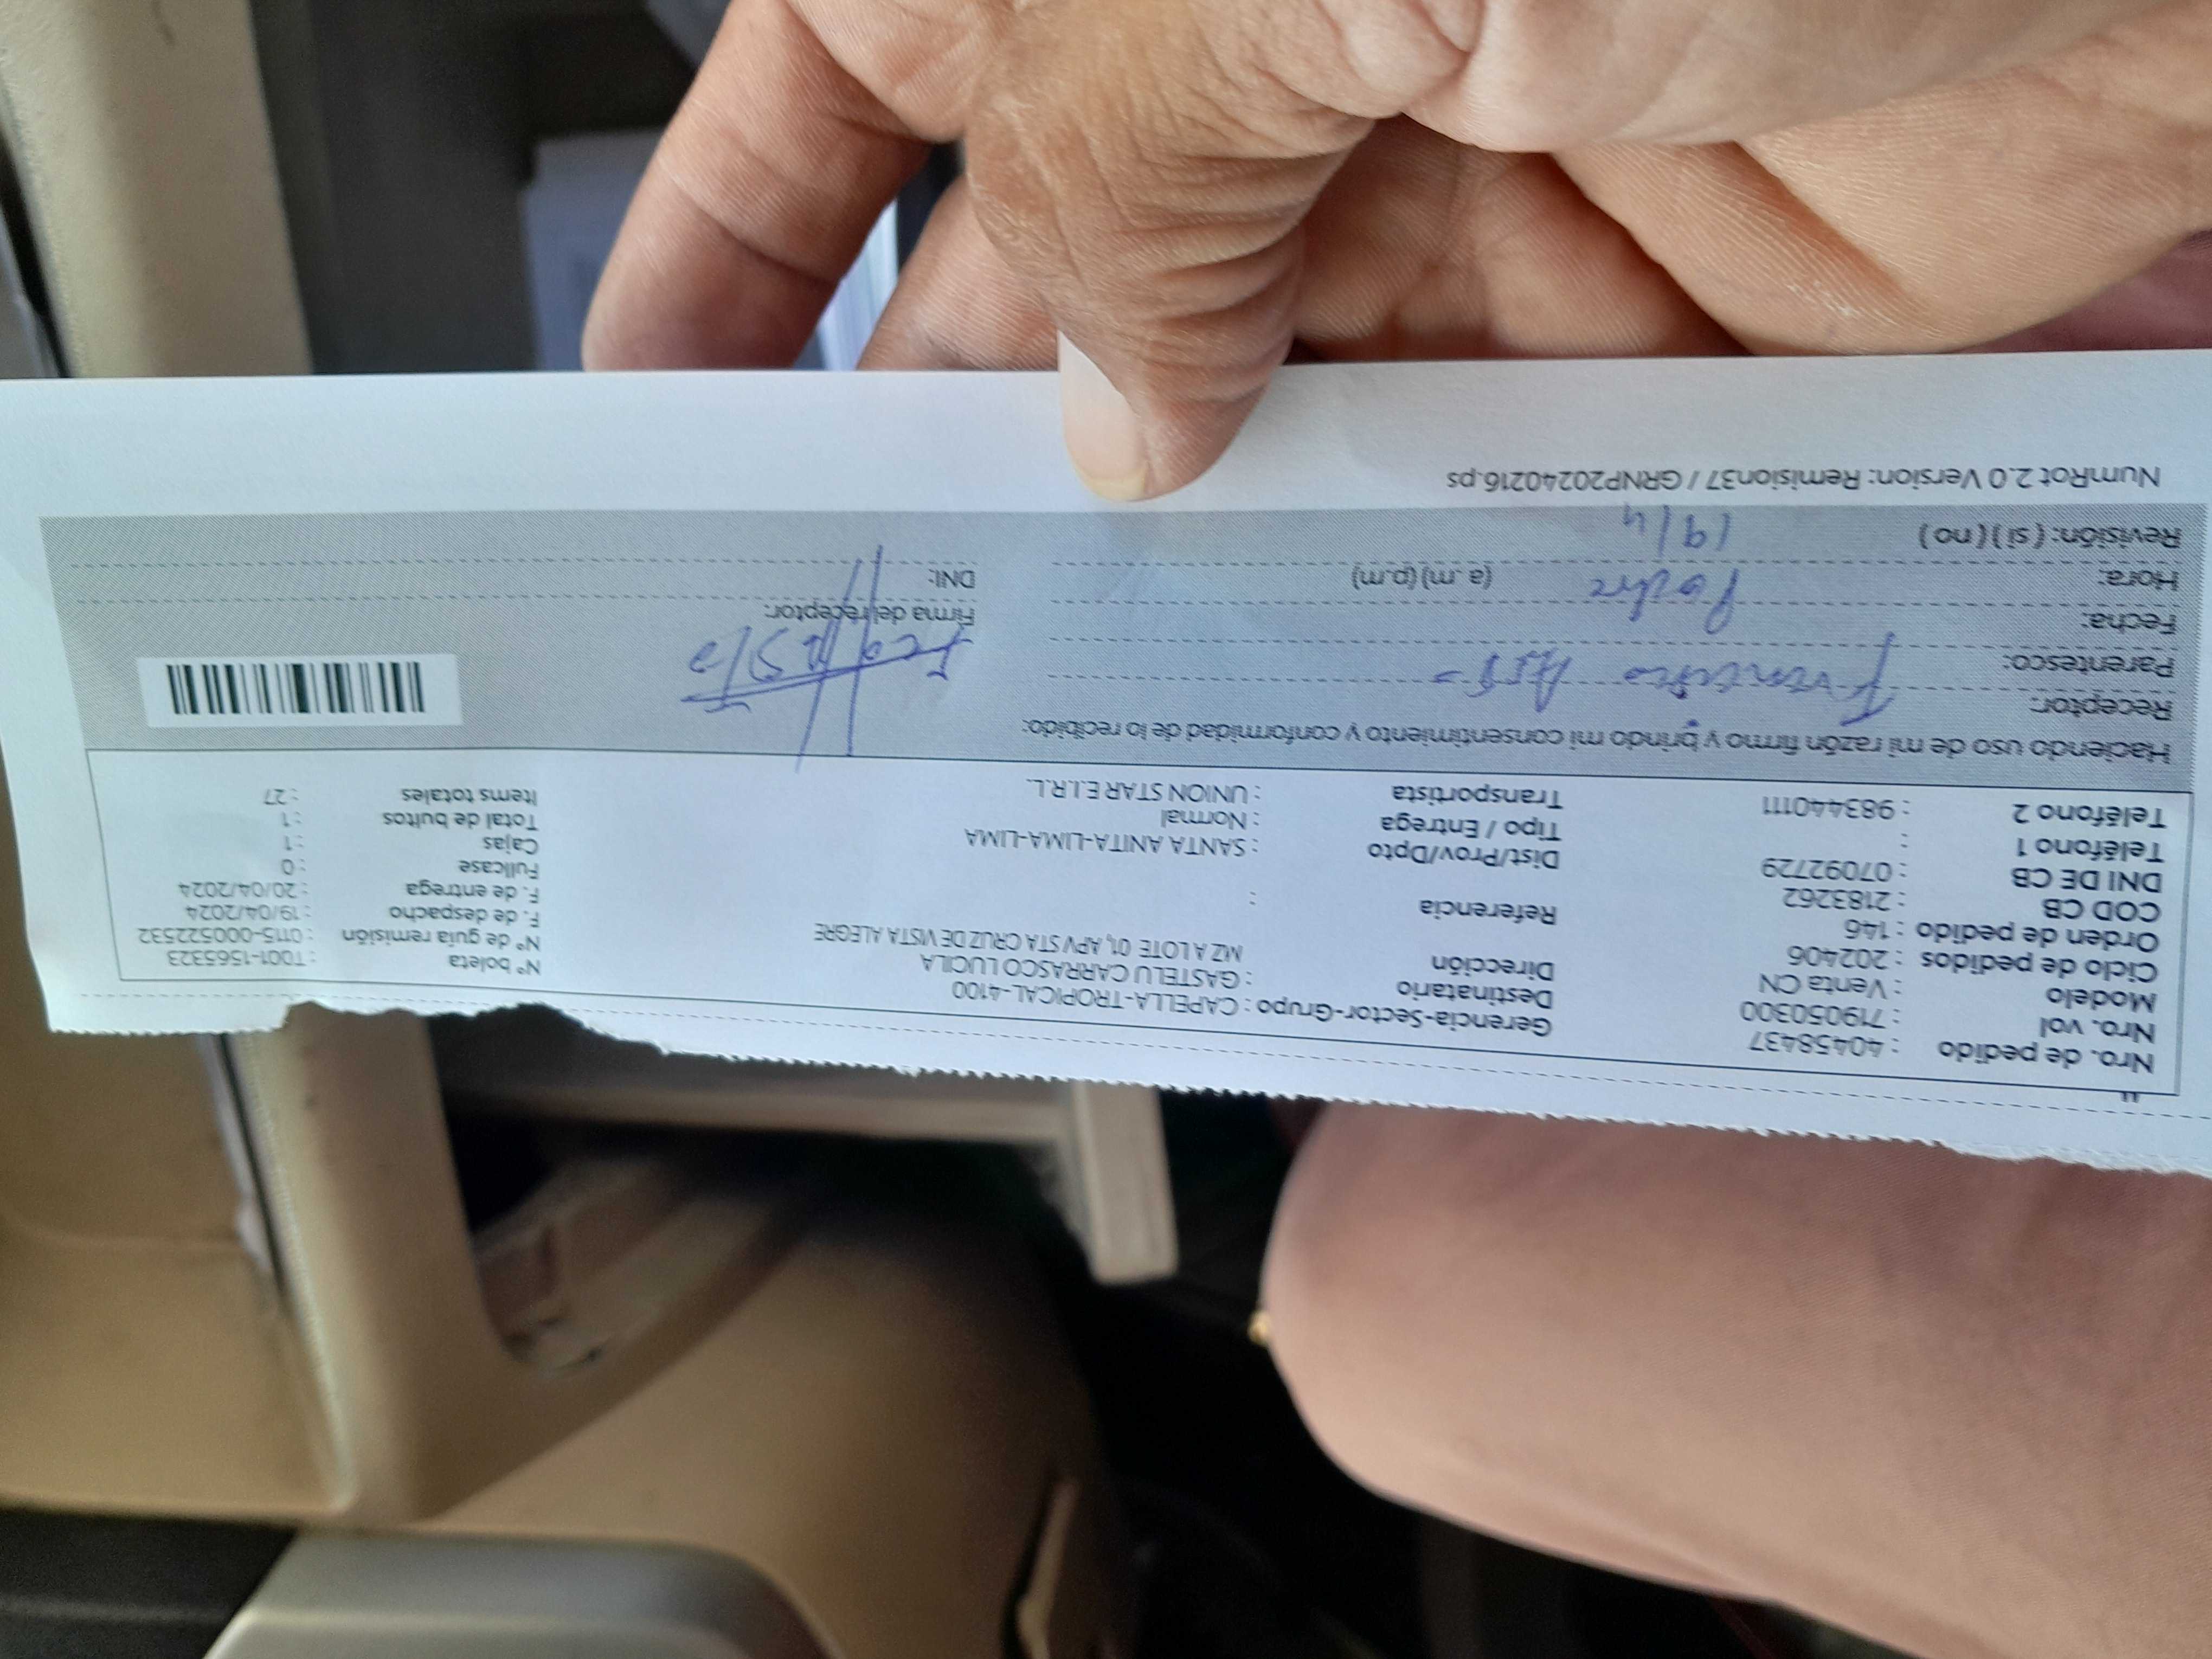 Nro. de pedido : 40458437
Nro. vol : 719050300
Modelo : Venta CN
Ciclo de pedidos : 202406
Orden de pedido : 146
COD CB : 2183262
DNI DE CB : 07092729
Teléfono 1 :
Teléfono 2 : 983440111
Gerencia-Sector-Grupo : CAPELLA-TROPICAL-4100
Destinatario : GASTELU CARRASCO LUCILA
Dirección MZ A LOTE 01, APV STA CRUZ DE VISTA ALEGRE
Referencia :
Dist/Prov/Dpto : SANTA ANITA-LIMA-LIMA
Tipo / Entrega : Normal
Transportista : UNION STAR E.I.R.L.
N° boleta : T001-1565323
N° de guía remisión : 0115-000522532
F. de despacho : 19/04/2024
F. de entrega : 20/04/2024
Fullcase : 0
Cajas : 1
Total de bultos : 1
Items totales : 27
Haciendo uso de mi razón firmo y brindo mi consentimiento y conformidad de lo recibido:
Receptor: Francisco
Parentesco:
Fecha: Padre
Hora: (a.m) (p.m)
Revisión: (si) (no) 19/4
Firma del receptor:
DNI:
NumRot 2.0 Version: Remision37 / GRNP20240216.ps